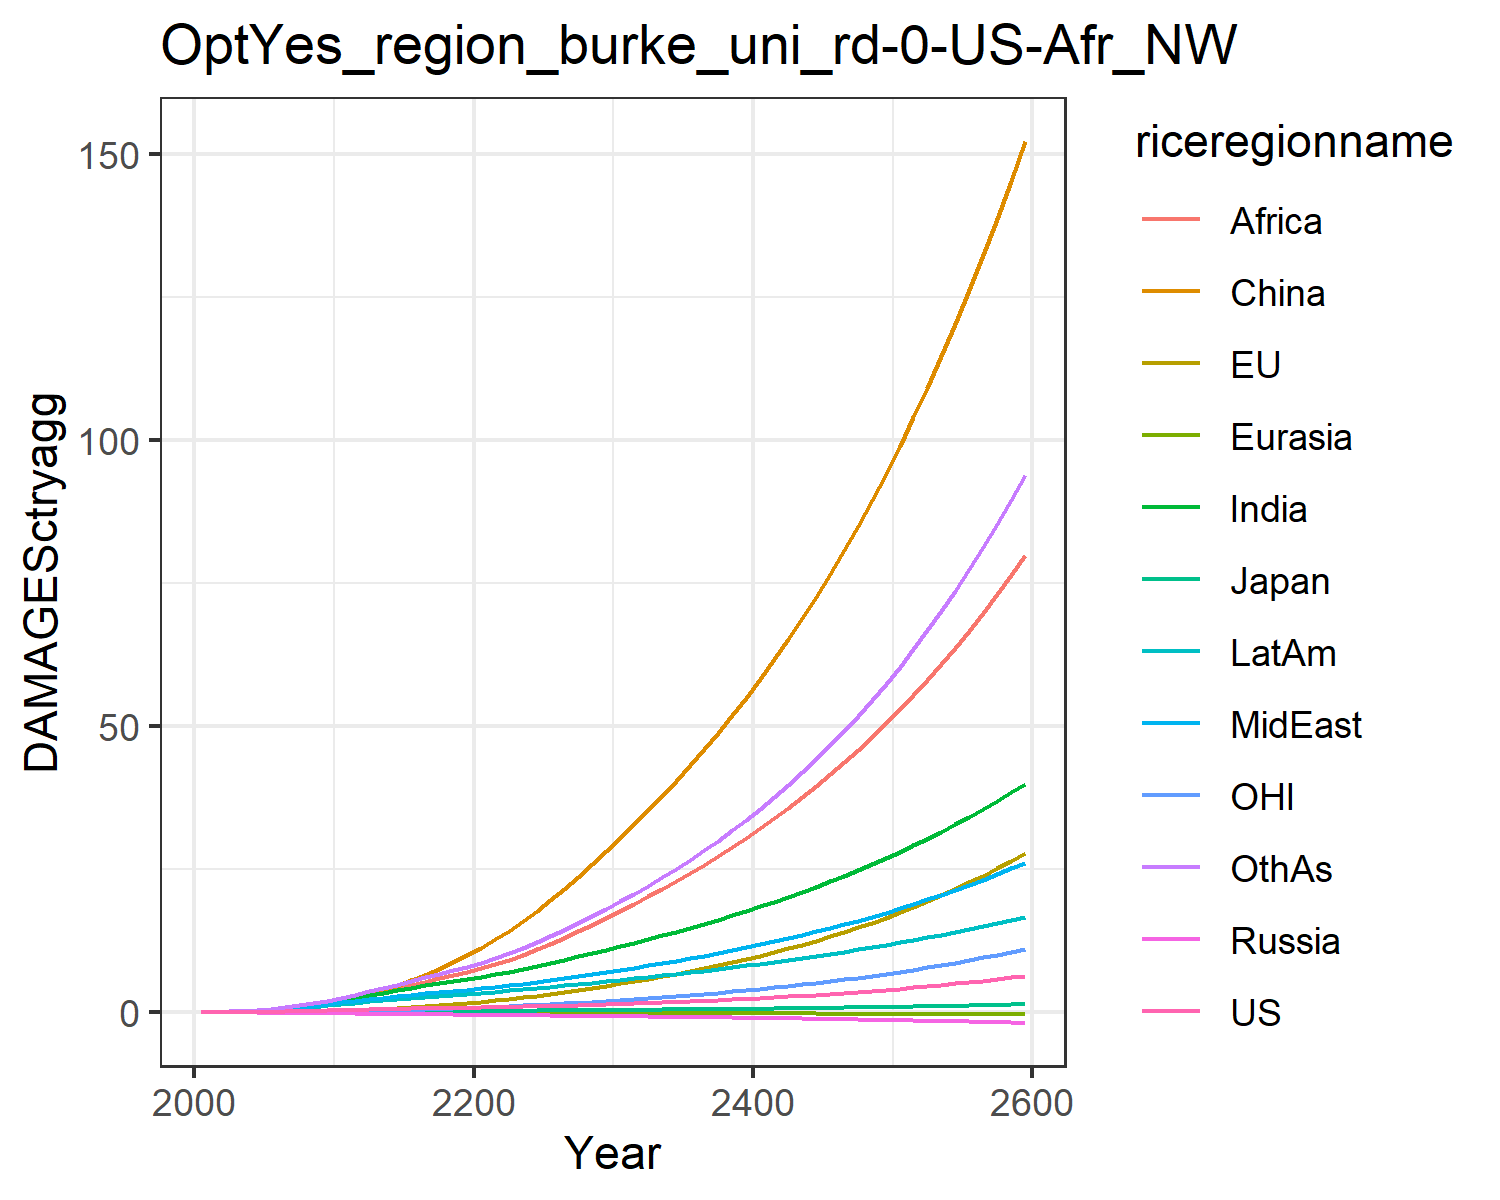 OptYes_region_burke_uni_rd-0-US-Afr_NW
DAMAGESctryagg
150
100
50
0
2000
2200
2400
2600
Year
riceregionname
Africa
China
EU
Eurasia
India
Japan
LatAm
MidEast
OHI
OthAs
Russia
US